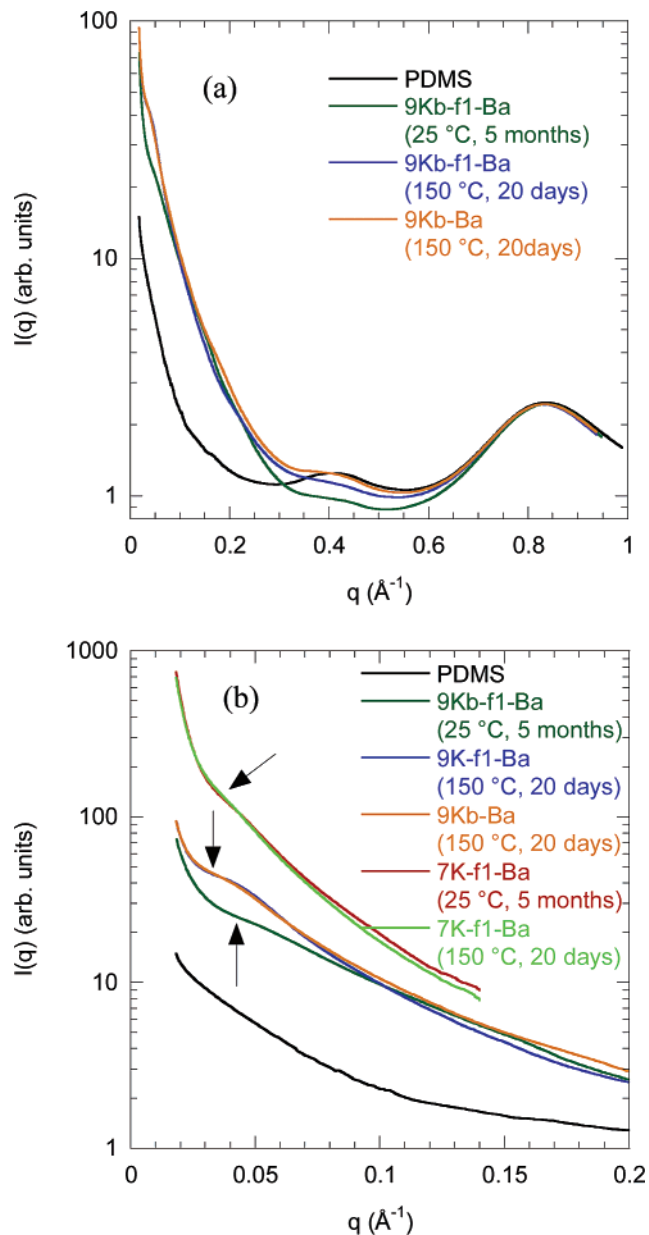 100
(a)
PDMS
9Kb-f1-Ba
(25 °C, 5 months)
9Kb-f1-Ba
(150 °C, 20 days)
9Kb-Ba
(150 °C, 20days)
10
I(q) (arb. units)
1
0 0.2 0.4 0.6 0.8 1
q (Å⁻¹)
1000
(b)
PDMS
9Kb-f1-Ba
(25 °C, 5 months)
9K-f1-Ba
(150 °C, 20 days)
9Kb-Ba
(150 °C, 20 days)
7K-f1-Ba
(25 °C, 5 months)
7K-f1-Ba
(150 °C, 20 days)
100
I(q) (arb. units)
10
1
0 0.05 0.1 0.15 0.2
q (Å⁻¹)